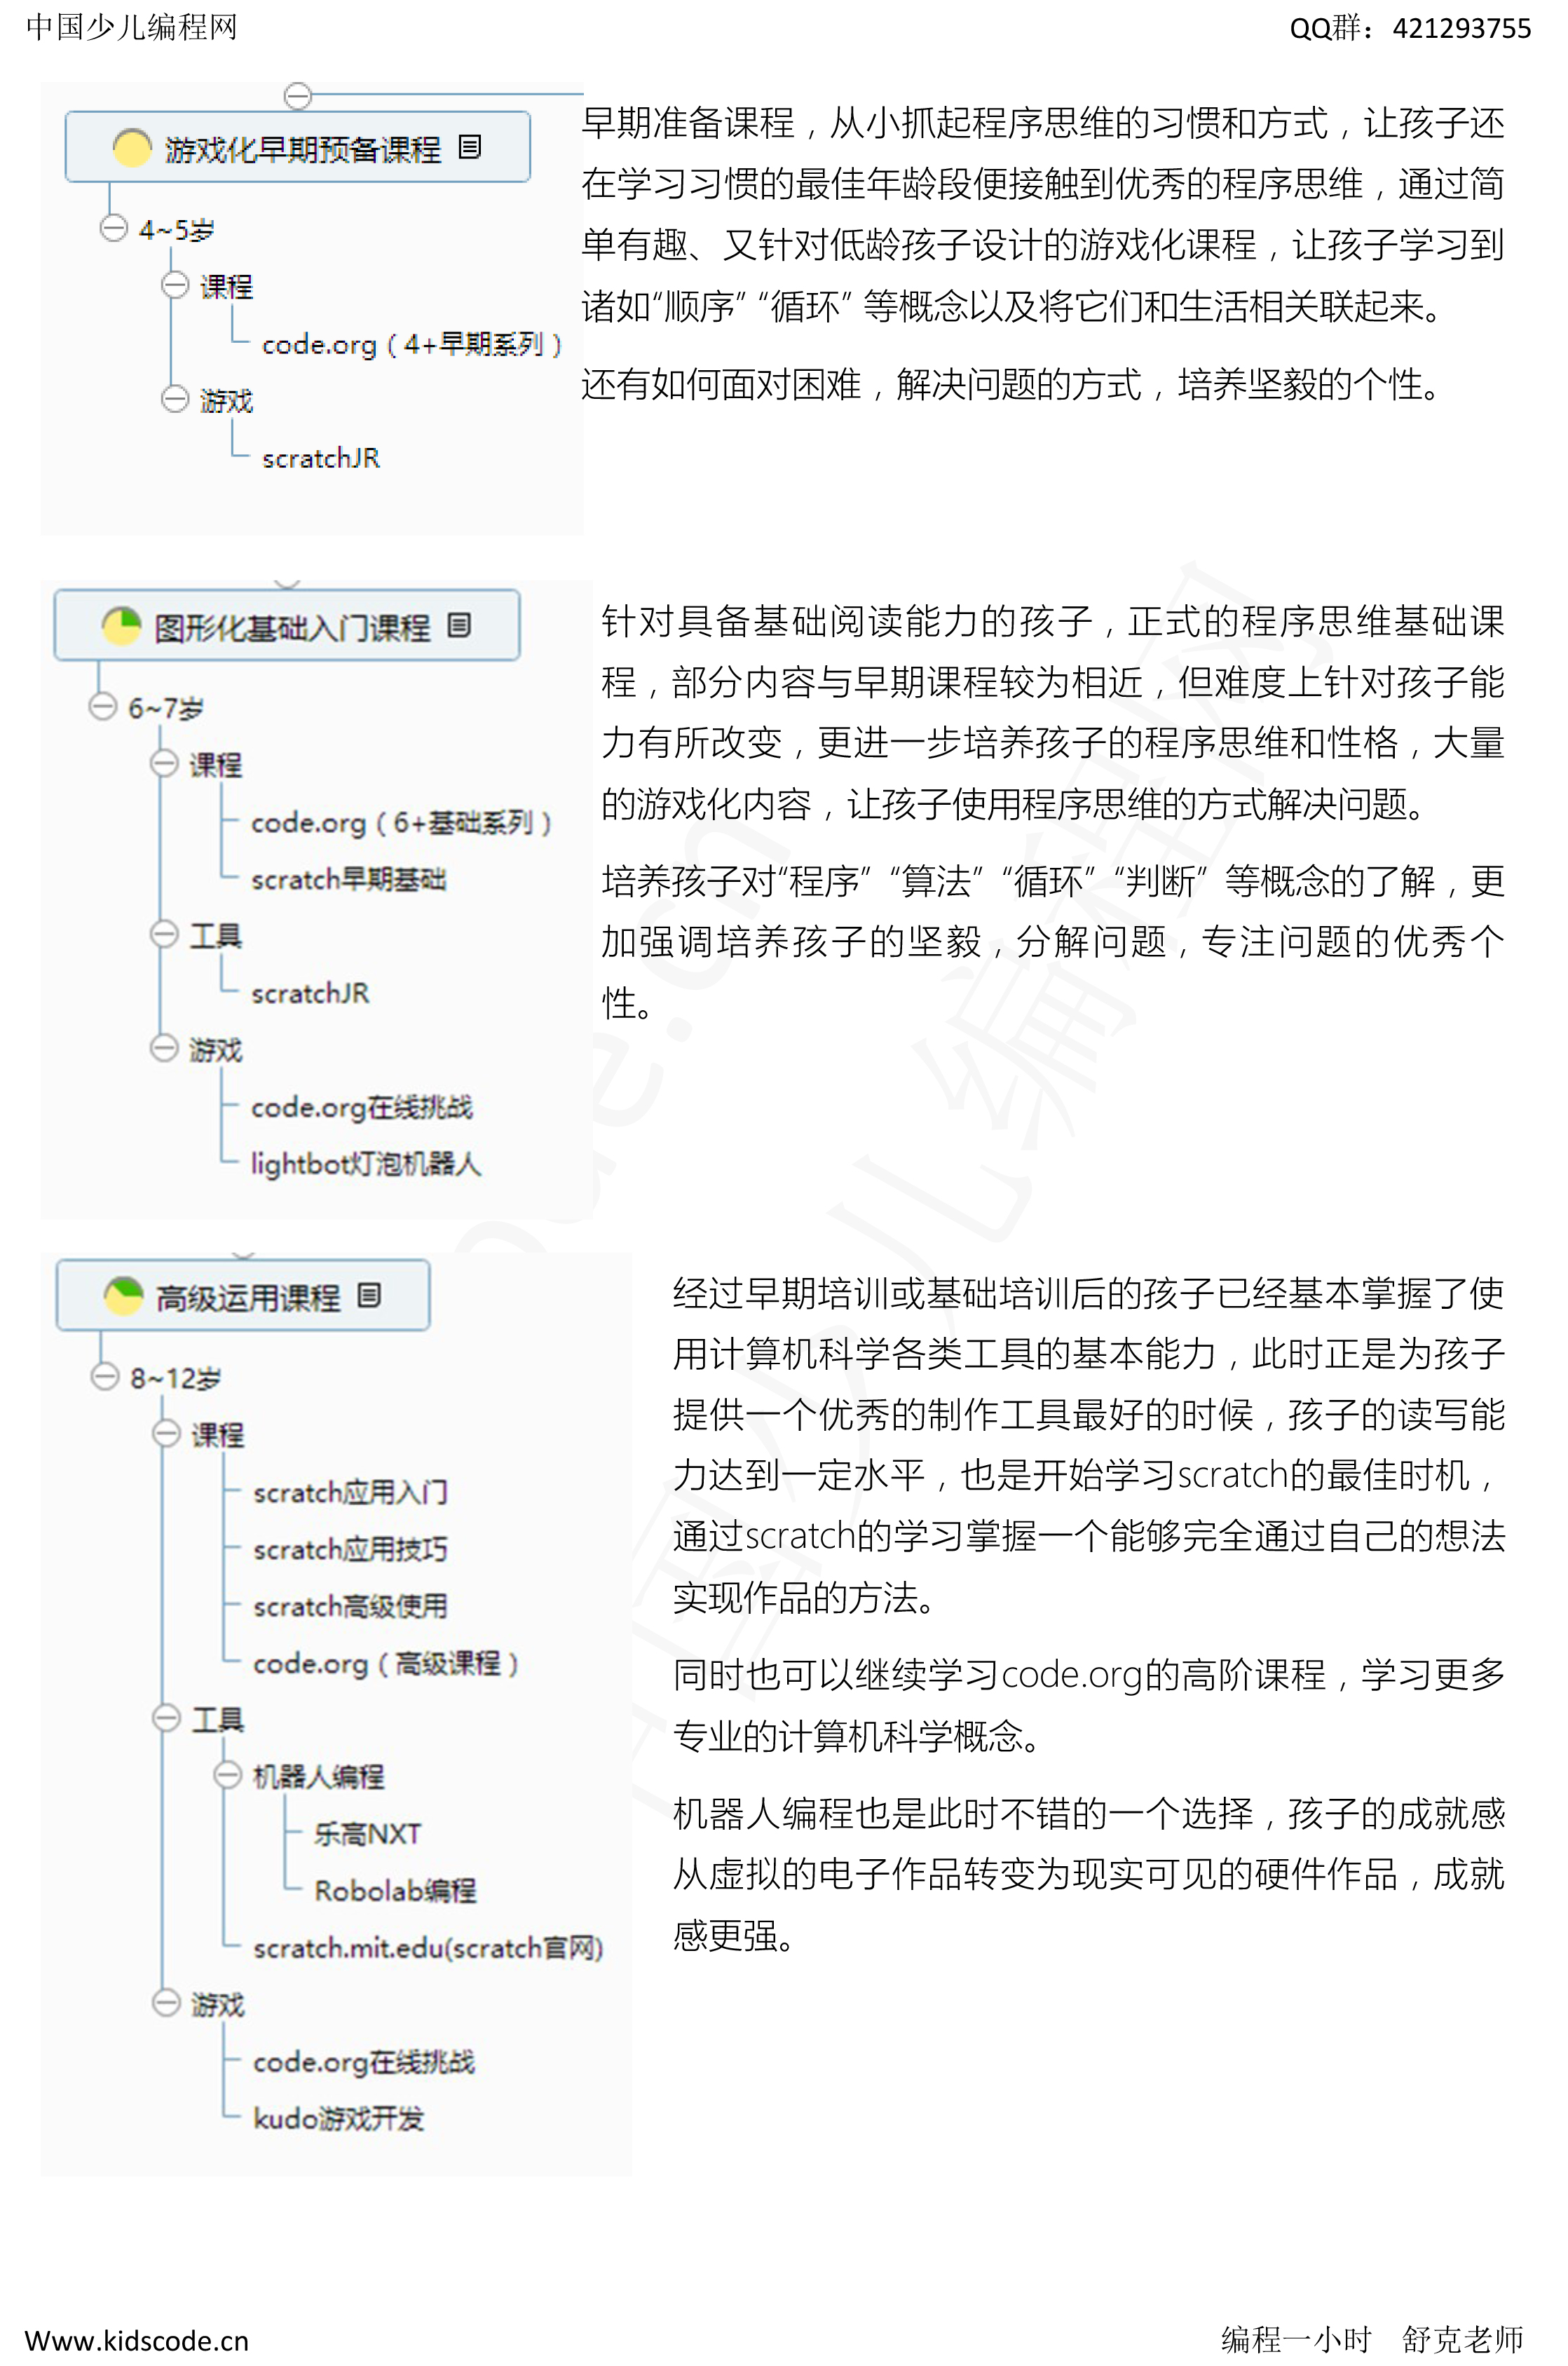 中国少儿编程网
QQ群：421293755
游戏化早期预备课程
4~5岁
课程
code.org（4+早期系列）
游戏
scratchJR
早期准备课程，从小抓起程序思维的习惯和方式，让孩子还
在学习习惯的最佳年龄段便接触到优秀的程序思维，通过简
单有趣、又针对低龄孩子设计的游戏化课程，让孩子学习到
诸如“顺序” “循环” 等概念以及将它们和生活相关联起来。
还有如何面对困难，解决问题的方式，培养坚毅的个性。
图形化基础入门课程
6~7岁
课程
code.org（6+基础系列）
scratch早期基础
工具
scratchJR
游戏
code.org在线挑战
lightbot灯泡机器人
针对具备基础阅读能力的孩子，正式的程序思维基础课
程，部分内容与早期课程较为相近，但难度上针对孩子能
力有所改变，更进一步培养孩子的程序思维和性格，大量
的游戏化内容，让孩子使用程序思维的方式解决问题。
培养孩子对“程序” “算法” “循环” “判断” 等概念的了解，更
加强调培养孩子的坚毅，分解问题，专注问题的优秀个
性。
高级运用课程
8~12岁
课程
scratch应用入门
scratch应用技巧
scratch高级使用
code.org（高级课程）
工具
机器人编程
乐高NXT
Robolab编程
scratch.mit.edu(scratch官网)
游戏
code.org在线挑战
kudo游戏开发
经过早期培训或基础培训后的孩子已经基本掌握了使
用计算机科学各类工具的基本能力，此时正是为孩子
提供一个优秀的制作工具最好的时候，孩子的读写能
力达到一定水平，也是开始学习scratch的最佳时机，
通过scratch的学习掌握一个能够完全通过自己的想法
实现作品的方法。
同时也可以继续学习code.org的高阶课程，学习更多
专业的计算机科学概念。
机器人编程也是此时不错的一个选择，孩子的成就感
从虚拟的电子作品转变为现实可见的硬件作品，成就
感更强。
Www.kidscode.cn
编程一小时 舒克老师